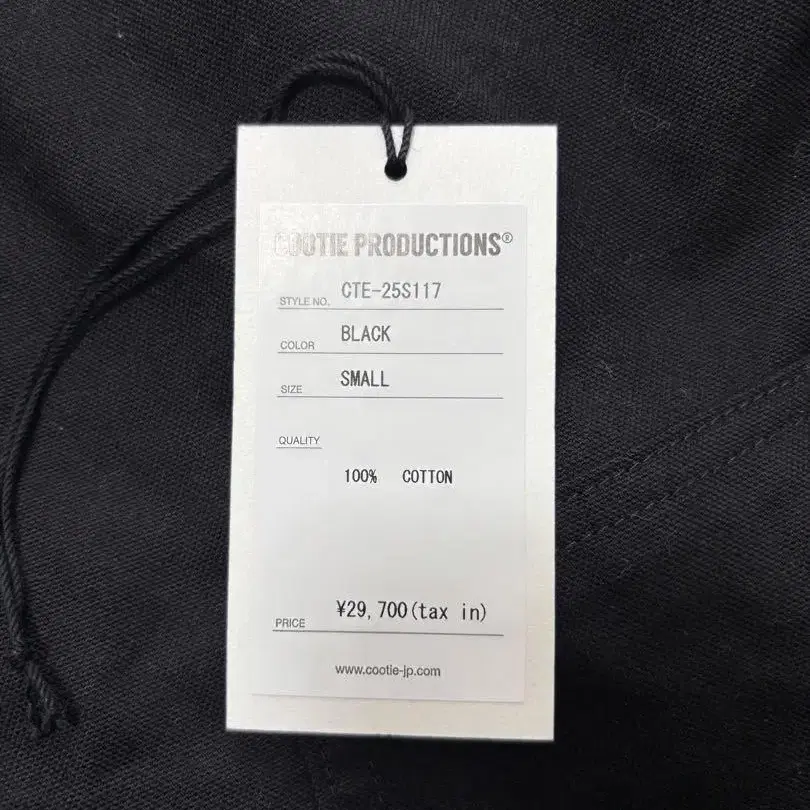 COOTIE PRODUCTIONS®
STYLE NO. CTE-25S117
COLOR BLACK
SIZE SMALL
QUALITY
100% COTTON
PRICE ¥29,700(tax in)
www.cootie-jp.com